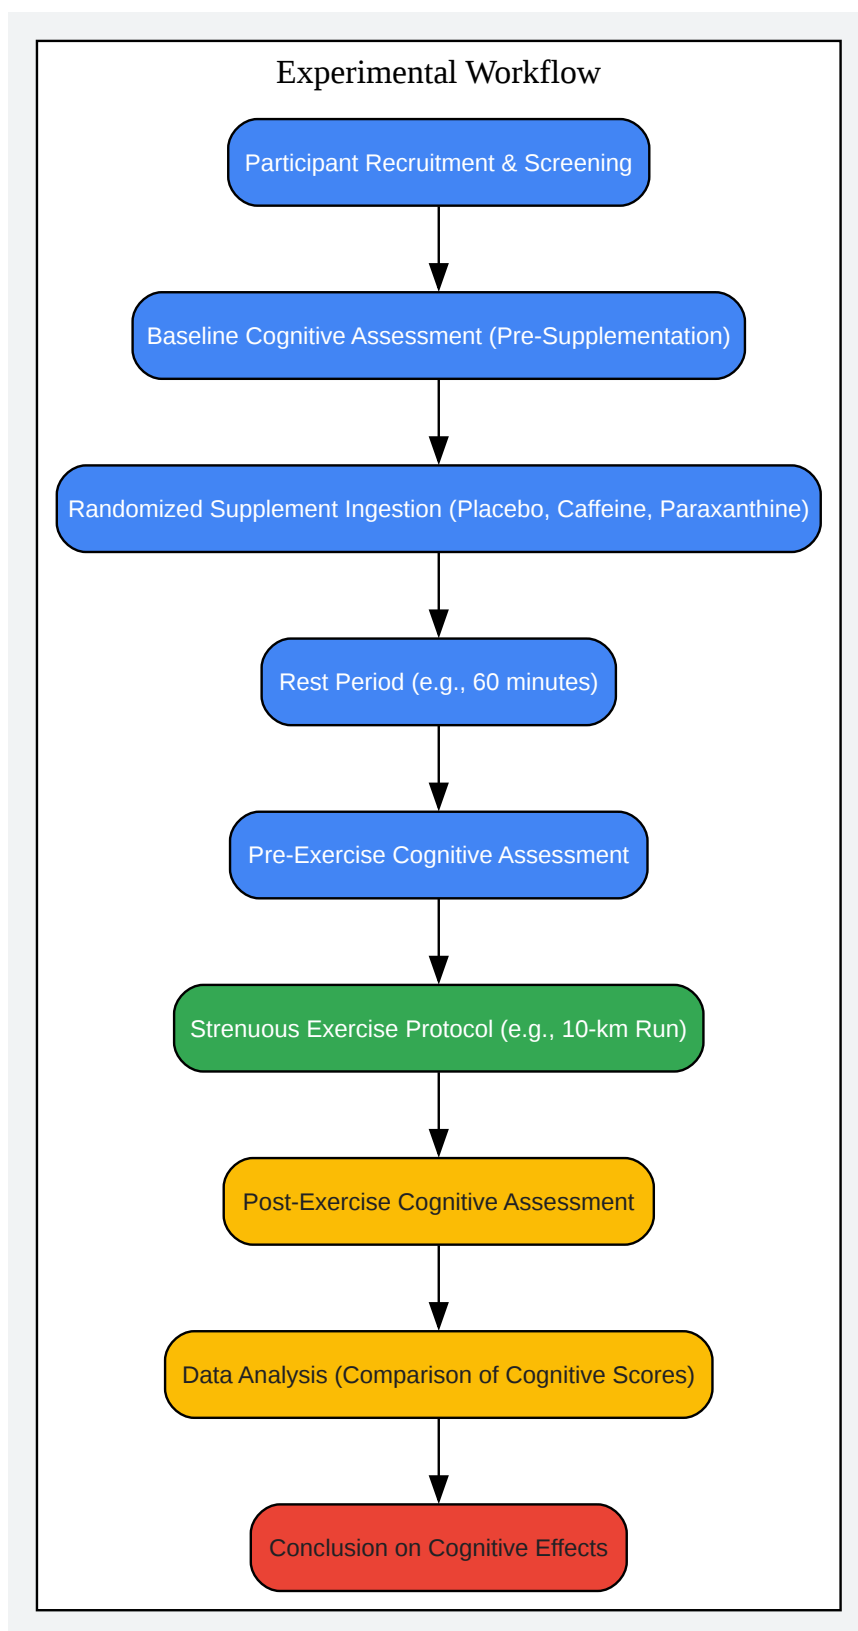 Experimental Workflow
Participant Recruitment & Screening
Baseline Cognitive Assessment (Pre-Supplementation)
Randomized Supplement Ingestion (Placebo, Caffeine, Paraxanthine)
Rest Period (e.g., 60 minutes)
Pre-Exercise Cognitive Assessment
Strenuous Exercise Protocol (e.g., 10-km Run)
Post-Exercise Cognitive Assessment
Data Analysis (Comparison of Cognitive Scores)
Conclusion on Cognitive Effects